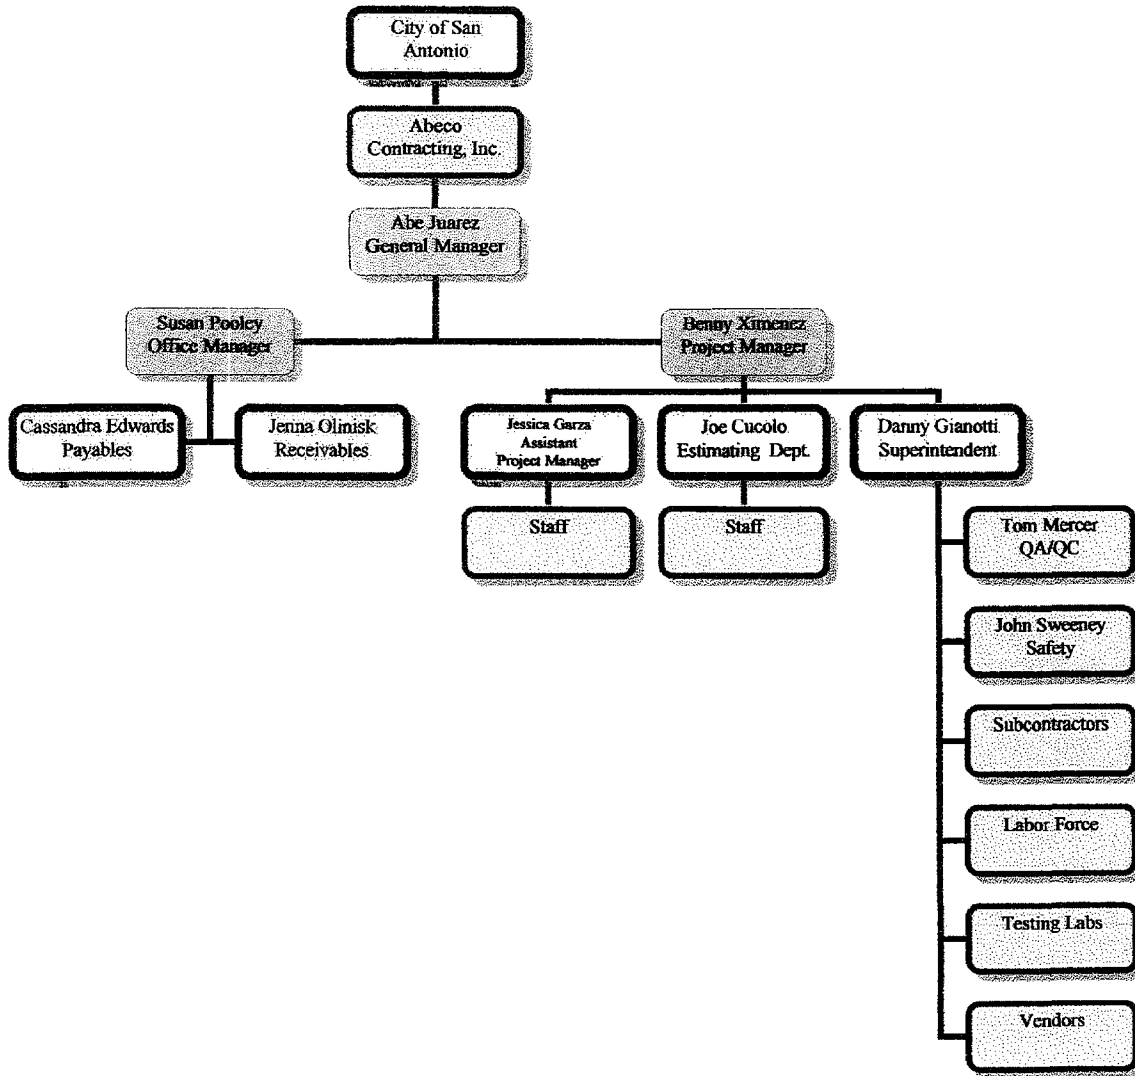 City of San
Antonio
Abeco
Contracting, Inc.
Abe Juarez
General Manager
Susan Pooley
Office Manager
Benny Ximenez
Project Manager
Cassandra Edwards
Payables
Jenna Olinisk
Receivables
Jessica Garza
Assistant
Project Manager
Joe Cucolo
Estimating Dept.
Danny Gianotti
Superintendent
Staff
Staff
Tom Mercer
QA/QC
John Sweeney
Safety
Subcontractors
Labor Force
Testing Labs
Vendors